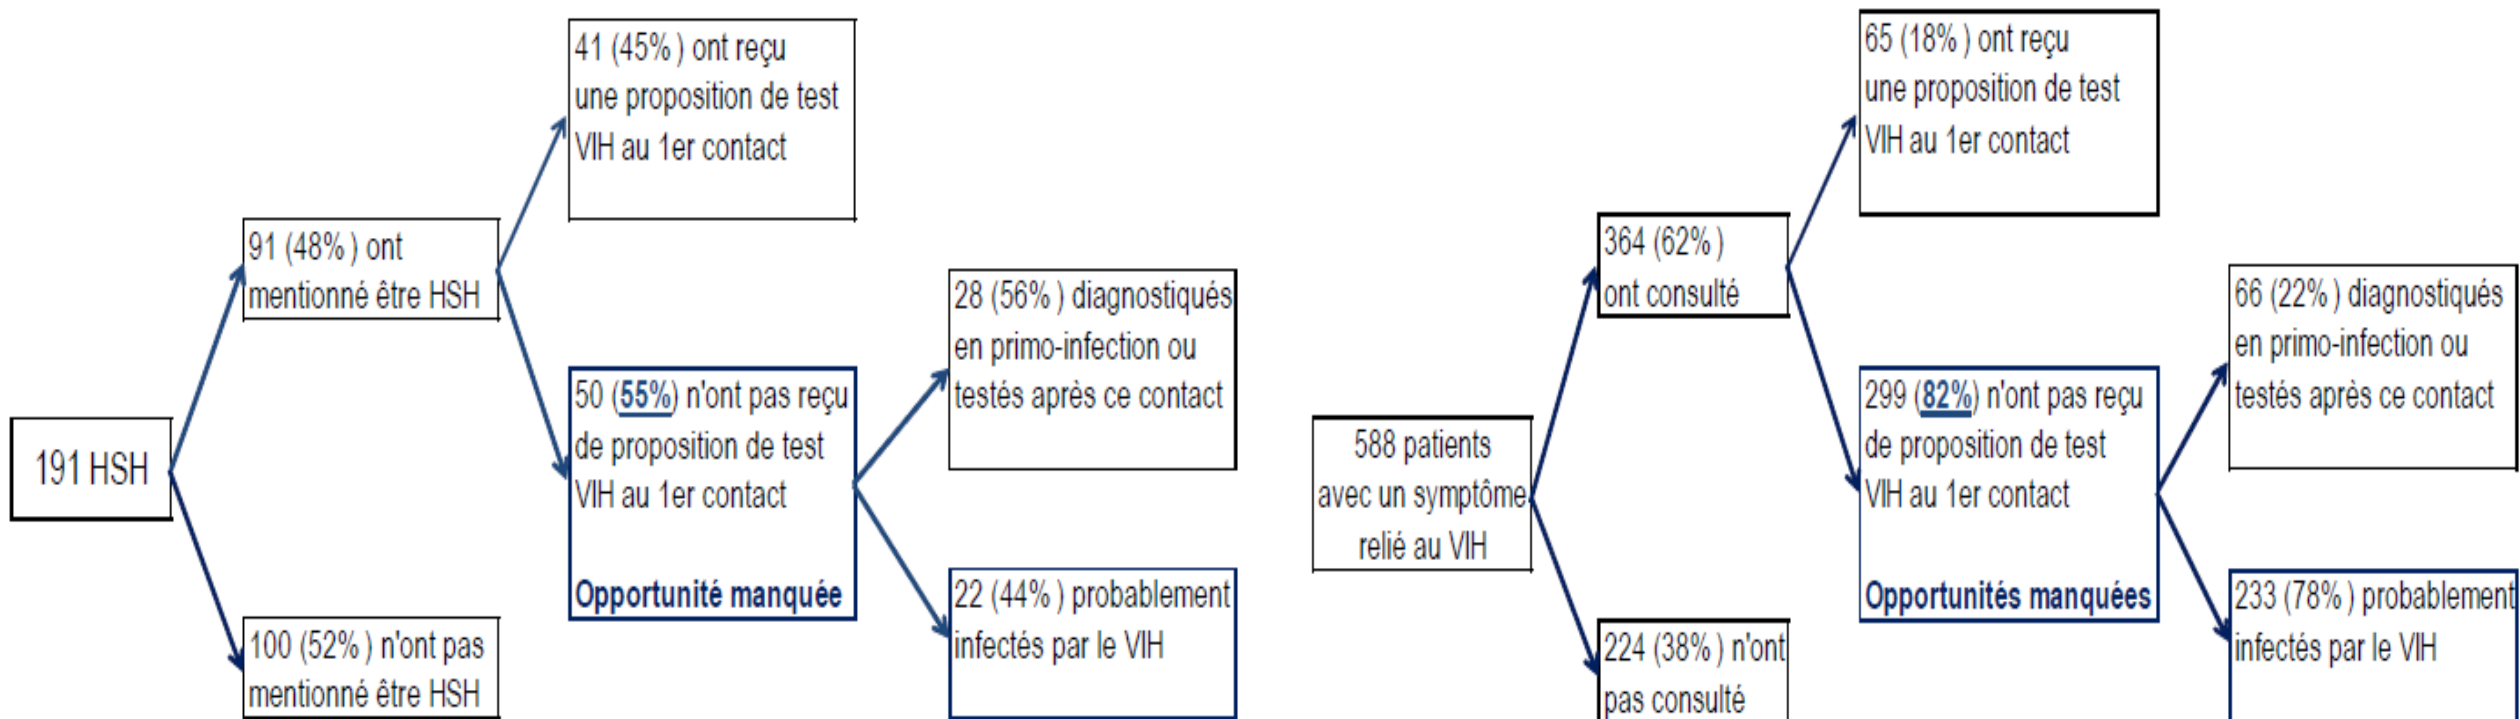 191 HSH
91 (48%) ont
mentionné être HSH
100 (52%) n'ont pas
mentionné être HSH
41 (45%) ont reçu
une proposition de test
VIH au 1er contact
50 (55%) n'ont pas reçu
de proposition de test
VIH au 1er contact
Opportunité manquée
28 (56%) diagnostiqués
en primo-infection ou
testés après ce contact
22 (44%) probablement
infectés par le VIH
588 patients
avec un symptôme
relié au VIH
364 (62%)
ont consulté
224 (38%) n'ont
pas consulté
65 (18%) ont reçu
une proposition de test
VIH au 1er contact
299 (82%) n'ont pas reçu
de proposition de test
VIH au 1er contact
Opportunités manquées
66 (22%) diagnostiqués
en primo-infection ou
testés après ce contact
233 (78%) probablement
infectés par le VIH